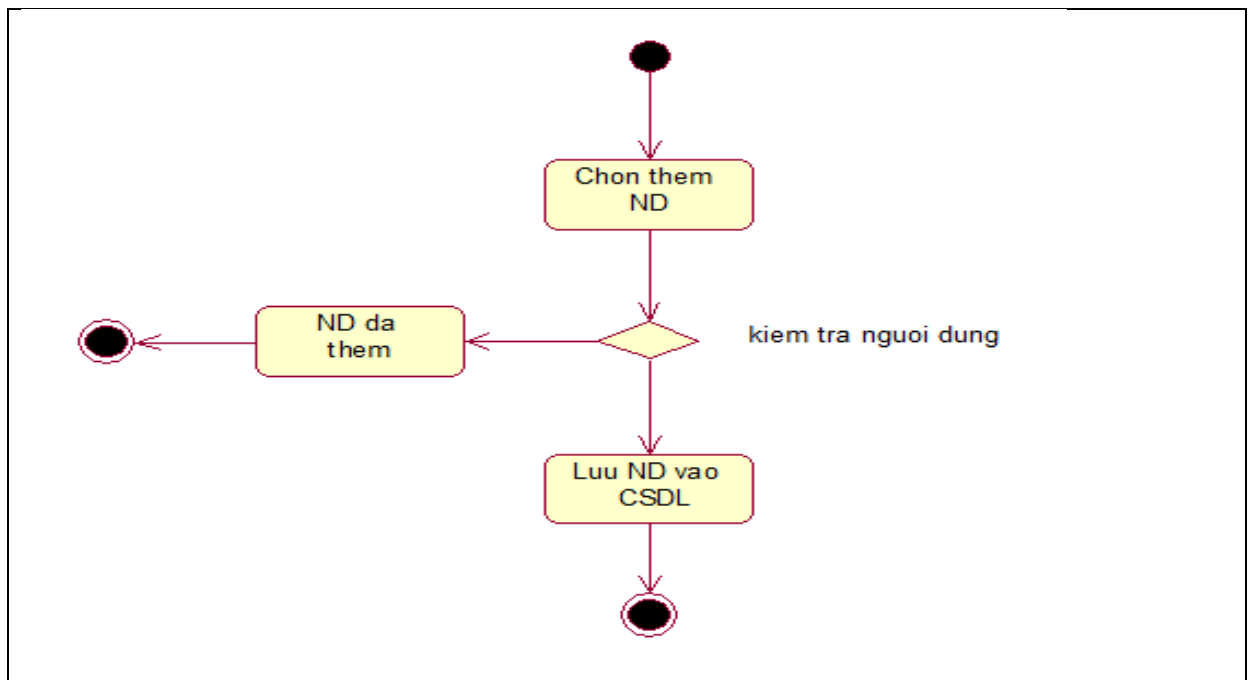 Chon them
ND
ND da
them
kiem tra nguoi dung
Luu ND vao
CSDL